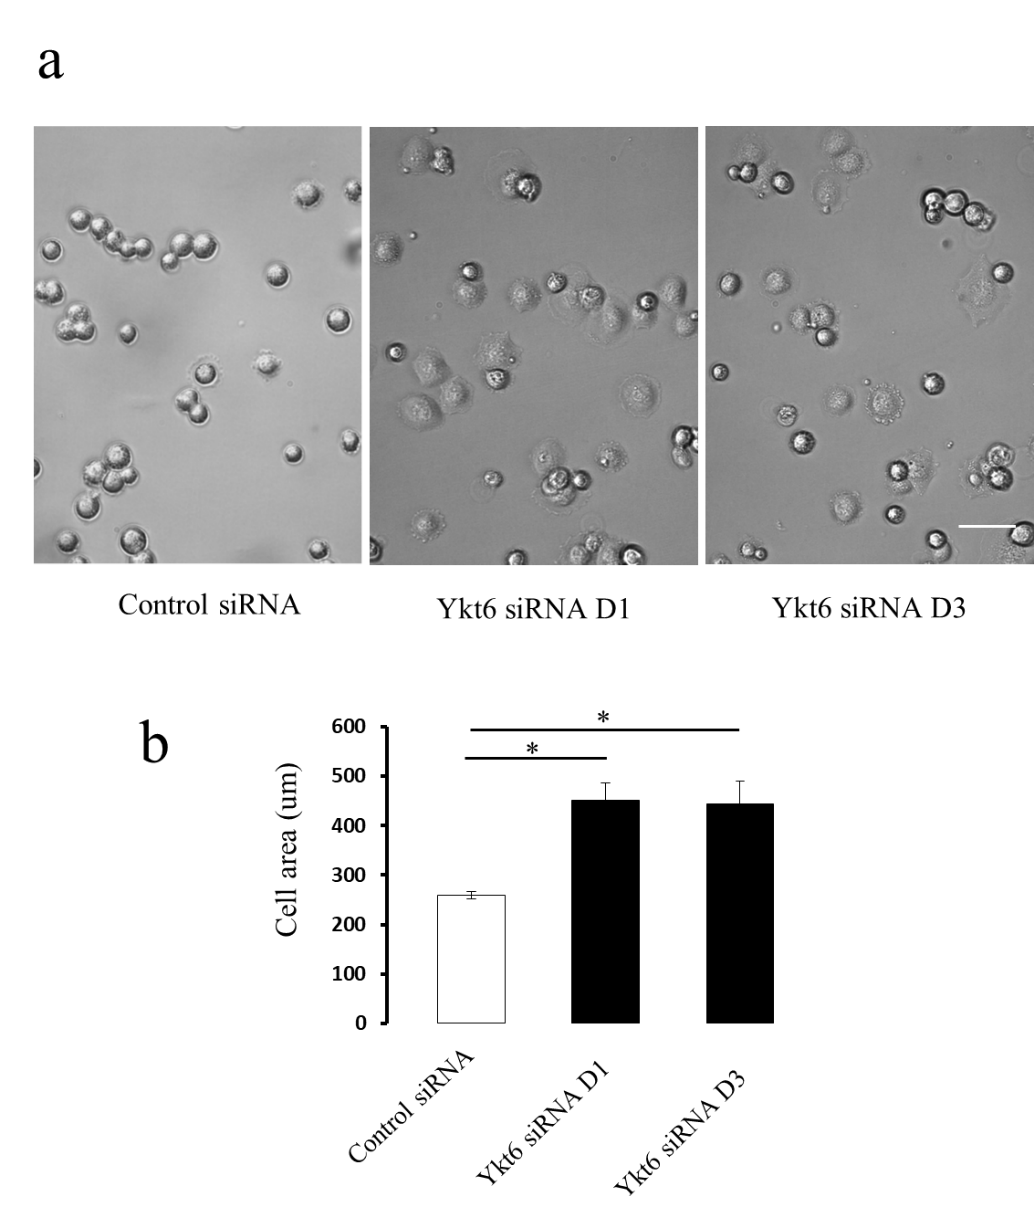 a
Control siRNA
Ykt6 siRNA D1
Ykt6 siRNA D3
b
600
500
400
300
200
100
0
Cell area (um)
*
*
Control siRNA
Ykt6 siRNA D1
Ykt6 siRNA D3